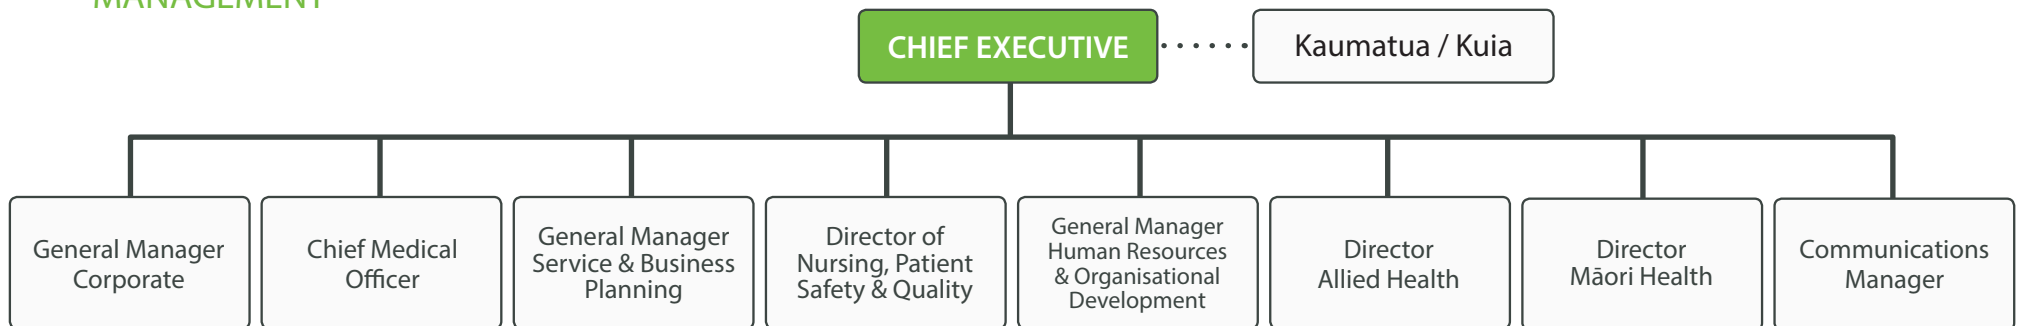 MANAGEMENT
CHIEF EXECUTIVE
Kaumatua / Kuia
General Manager
Corporate
Chief Medical
Officer
General Manager
Service & Business
Planning
Director of
Nursing, Patient
Safety & Quality
General Manager
Human Resources
& Organisational
Development
Director
Allied Health
Director
Māori Health
Communications
Manager